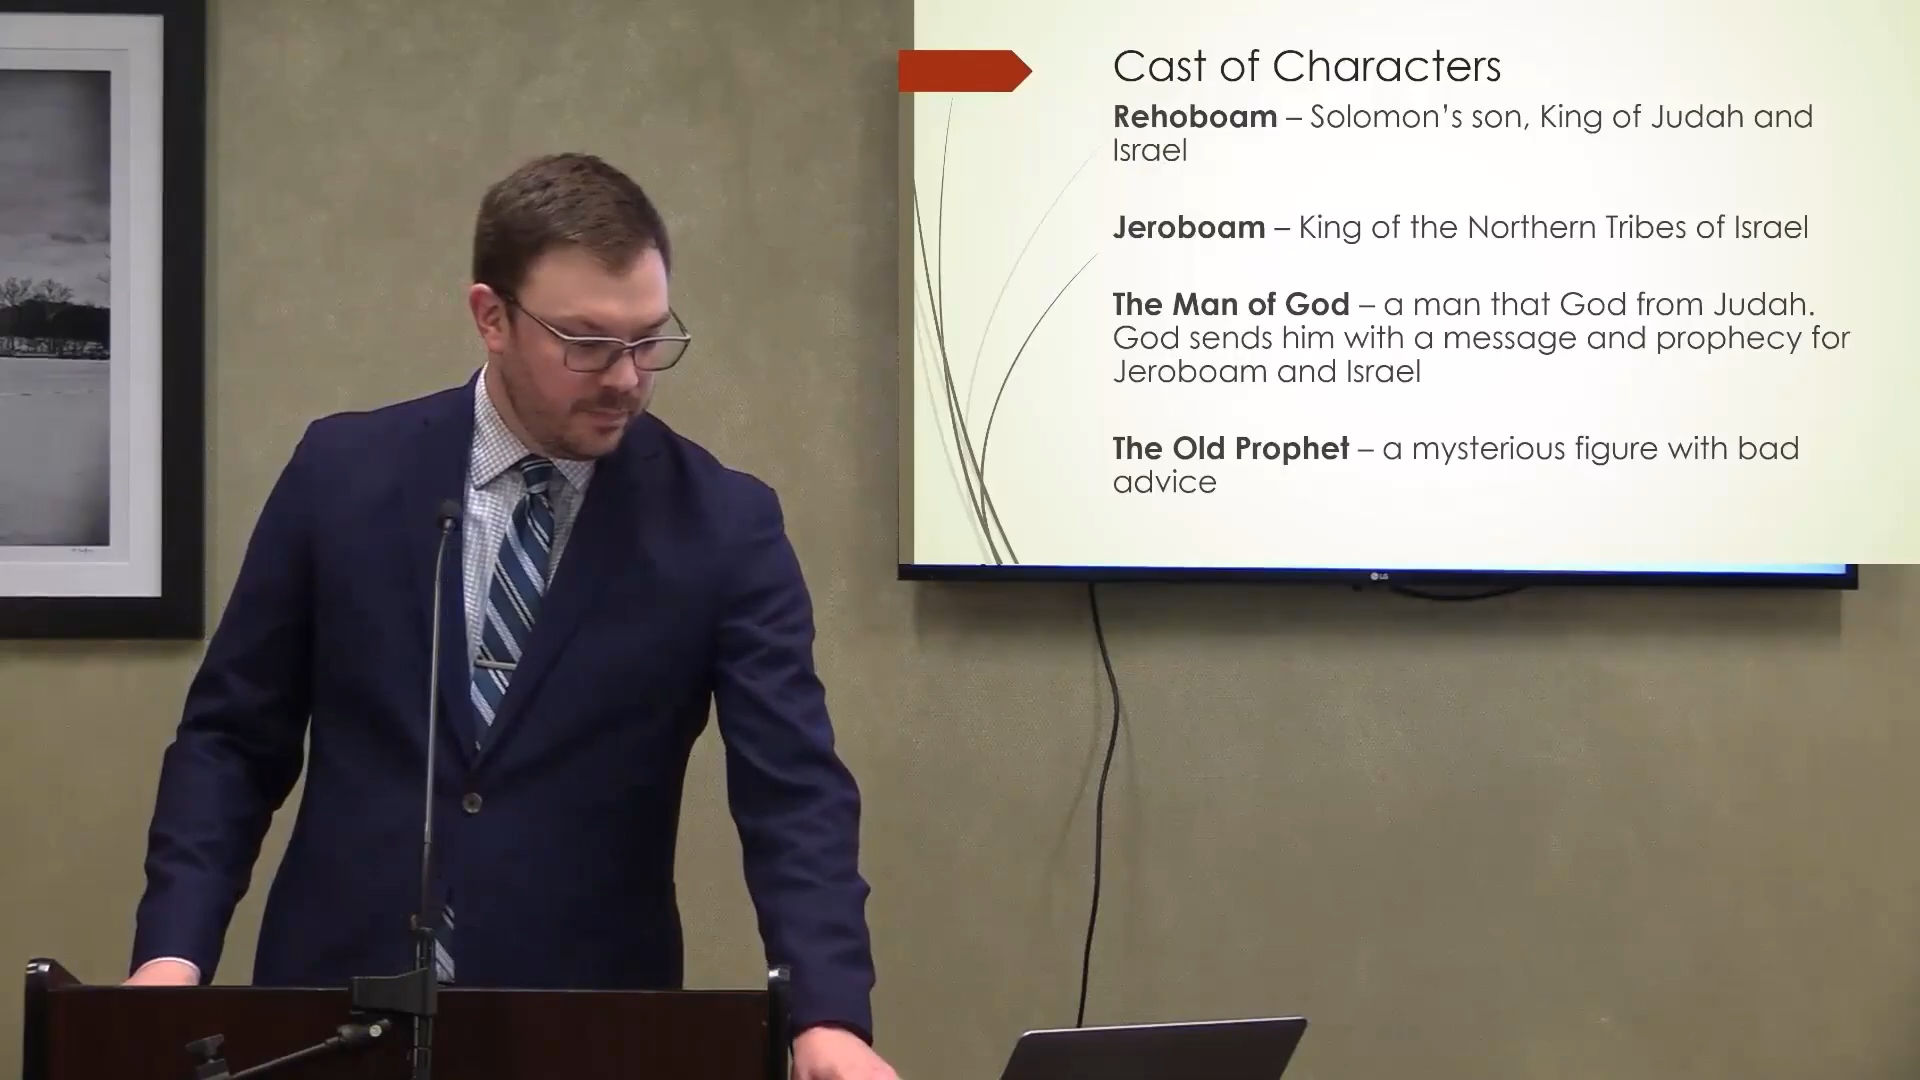 Cast of Characters
Rehoboam – Solomon’s son, King of Judah and
Israel
Jeroboam – King of the Northern Tribes of Israel
The Man of God – a man that God from Judah.
God sends him with a message and prophecy for
Jeroboam and Israel
The Old Prophet – a mysterious figure with bad
advice
LG